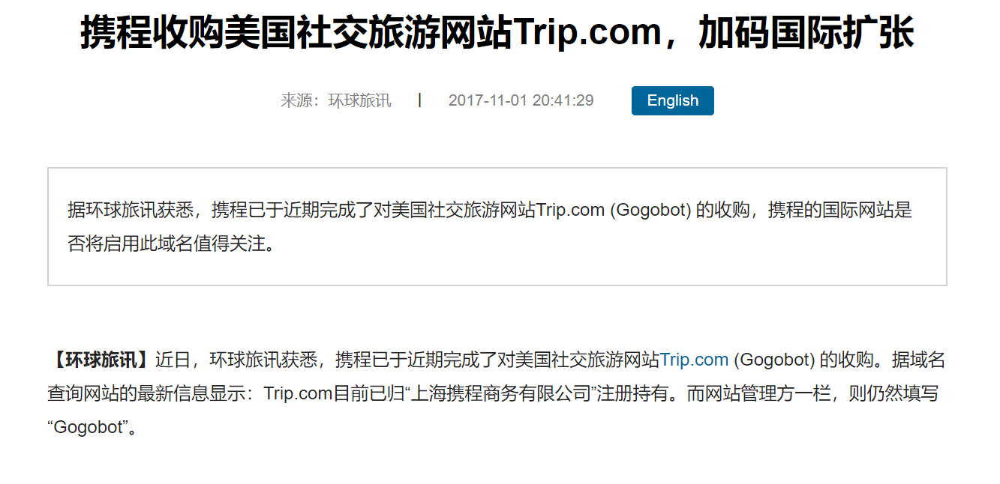 携程收购美国社交旅游网站Trip.com，加码国际扩张
来源：环球旅讯 | 2017-11-01 20:41:29 English
据环球旅讯获悉，携程已于近期完成了对美国社交旅游网站Trip.com (Gogobot) 的收购，携程的国际网站是
否将启用此域名值得关注。
【环球旅讯】近日，环球旅讯获悉，携程已于近期完成了对美国社交旅游网站Trip.com (Gogobot) 的收购。据域名
查询网站的最新信息显示：Trip.com目前已归“上海携程商务有限公司”注册持有。而网站管理方一栏，则仍然填写
“Gogobot”。